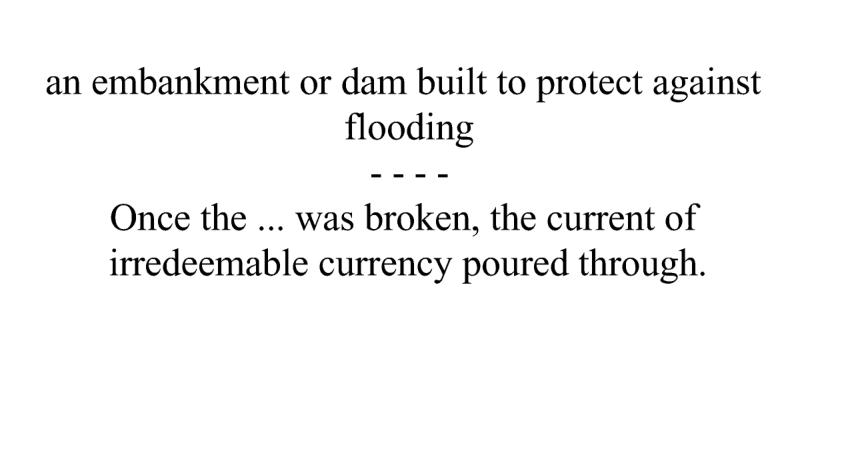 an embankment or dam built to protect against
flooding
- - - -
Once the ... was broken, the current of
irredeemable currency poured through.